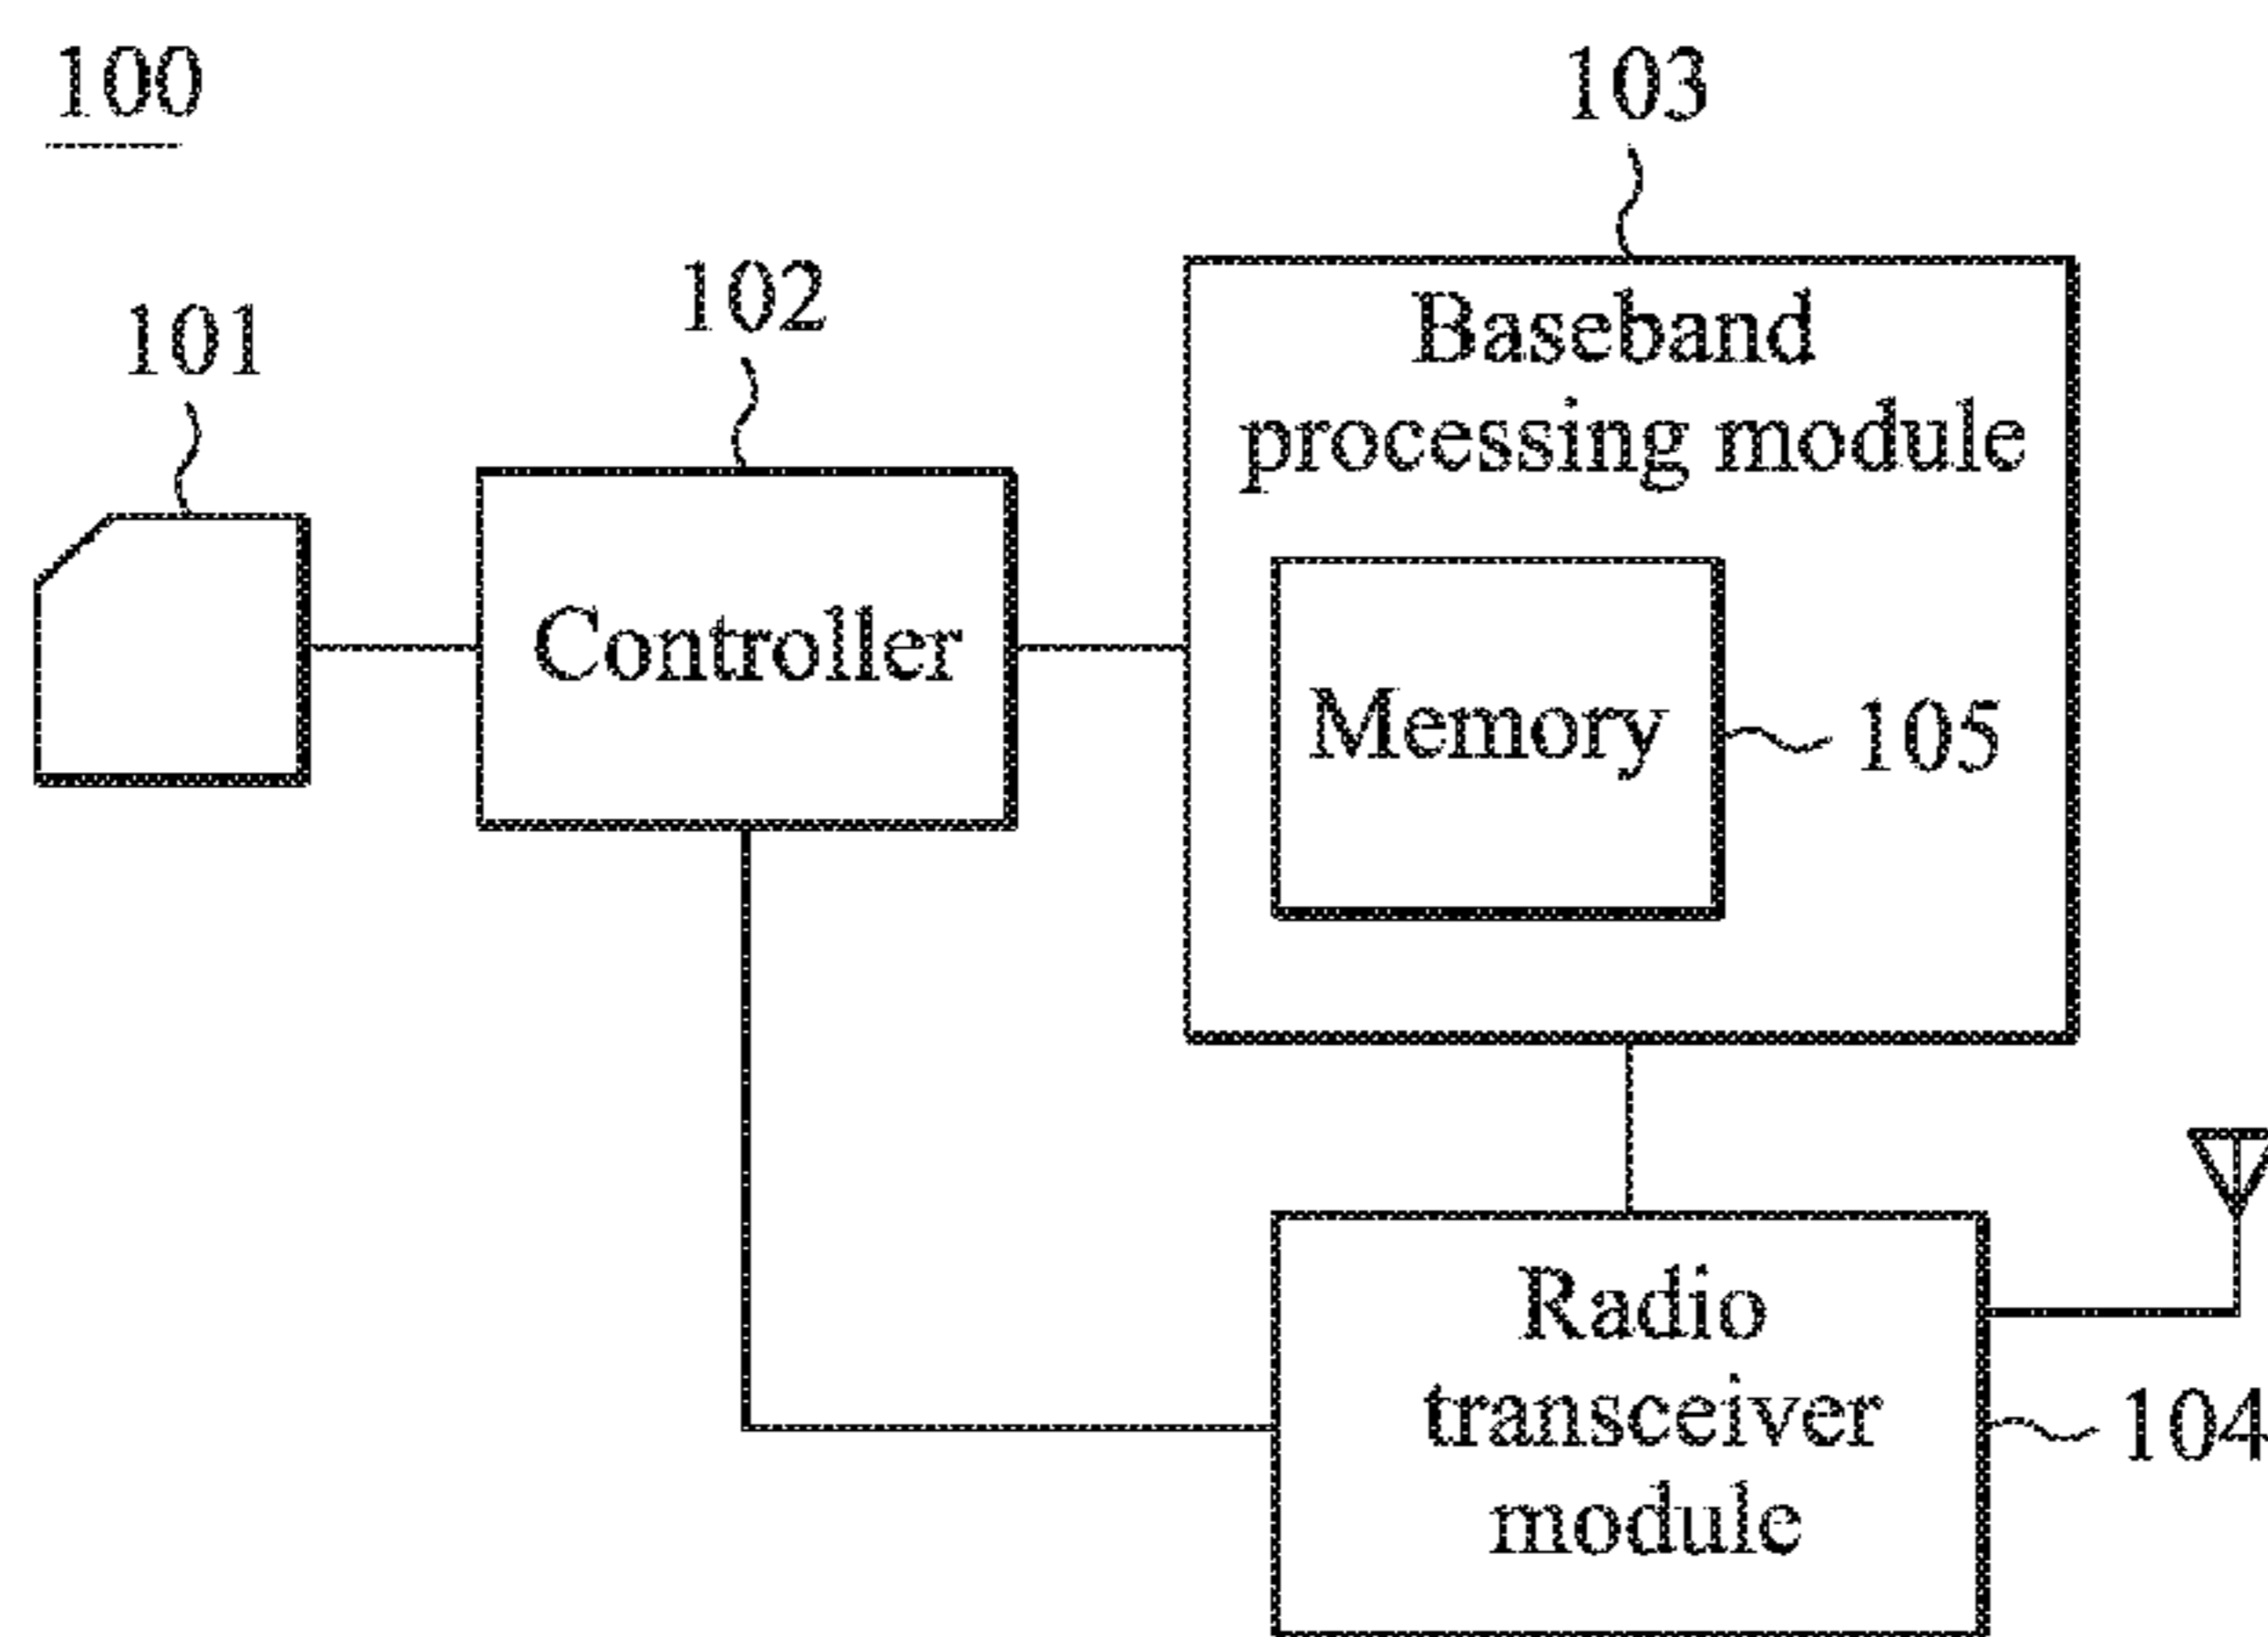 100
103
102
101
Baseband
processing module
Controller
Memory
105
Radio
transceiver
module
104